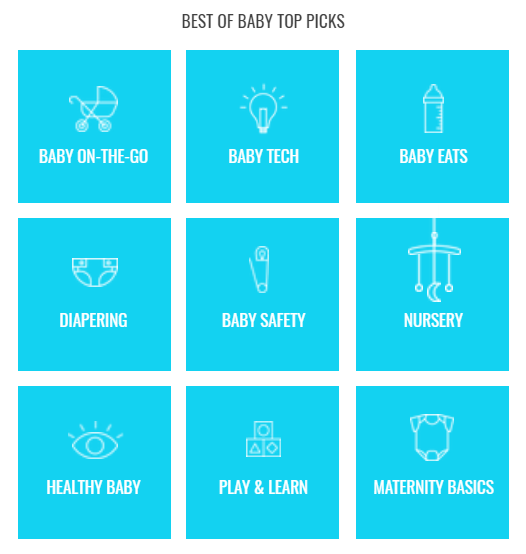 BEST OF BABY TOP PICKS
BABY ON-THE-GO
BABY TECH
BABY EATS
DIAPERING
BABY SAFETY
NURSERY
HEALTHY BABY
PLAY & LEARN
MATERNITY BASICS